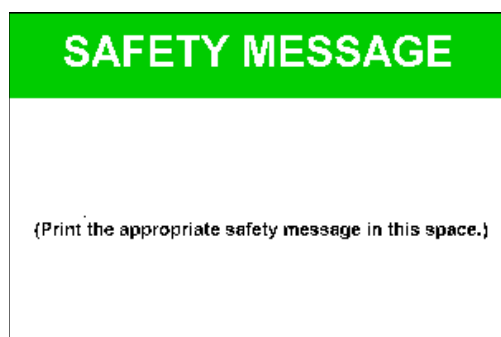 SAFETY MESSAGE
(Print the appropriate safety message in this space.)